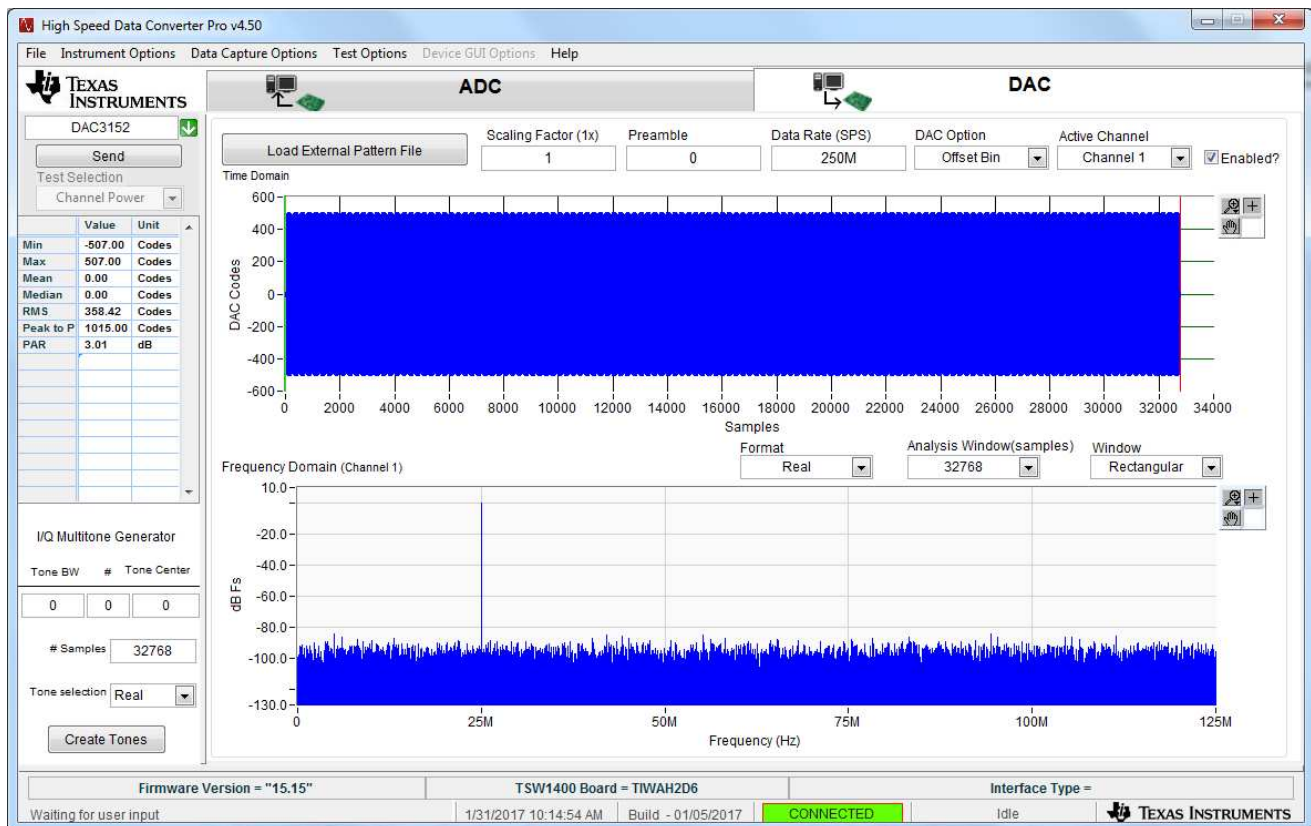 High Speed Data Converter Pro v4.50
File Instrument Options Data Capture Options Test Options Device GUI Options Help
TEXAS INSTRUMENTS
ADC
DAC
DAC3152
Send
Test Selection
Channel Power
Load External Pattern File
Scaling Factor (1x)
1
Preamble
0
Data Rate (SPS)
250M
DAC Option
Offset Bin
Active Channel
Channel 1
Enabled?
Value Unit
Min -507.00 Codes
Max 507.00 Codes
Mean 0.00 Codes
Median 0.00 Codes
RMS 358.42 Codes
Peak to P 1015.00 Codes
PAR 3.01 dB
Time Domain
600
400
200
0
-200
-400
-600
DAC Codes
0 2000 4000 6000 8000 10000 12000 14000 16000 18000 20000 22000 24000 26000 28000 30000 32000 34000
Samples
Format
Real
Analysis Window(samples)
32768
Window
Rectangular
Frequency Domain (Channel 1)
10.0
-20.0
-40.0
-60.0
-80.0
-100.0
-130.0
dB Fs
0 25M 50M 75M 100M 125M
Frequency (Hz)
I/Q Multitone Generator
Tone BW # Tone Center
0 0 0
# Samples 32768
Tone selection Real
Create Tones
Firmware Version = "15.15"
TSW1400 Board = TIWAH2D6
Interface Type =
Waiting for user input
1/31/2017 10:14:54 AM
Build - 01/05/2017
CONNECTED
Idle
TEXAS INSTRUMENTS